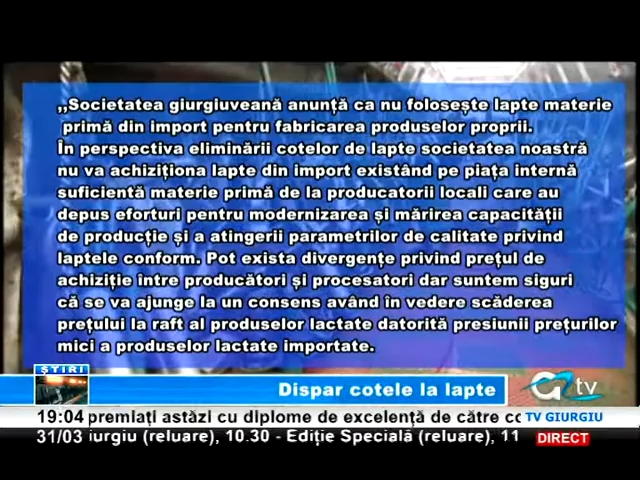 ,,Societatea giurgiuveană anunță ca nu folosește lapte materie
primă din import pentru fabricarea produselor proprii.
În perspectiva eliminării cotelor de lapte societatea noastră
nu va achiziționa lapte din import existând pe piața internă
suficientă materie primă de la producatorii locali care au
depus eforturi pentru modernizarea și mărirea capacității
de producție și a atingerii parametrilor de calitate privind
laptele conform. Pot exista divergențe privind prețul de
achiziție între producători și procesatori dar suntem siguri
că se va ajunge la un consens având în vedere scăderea
prețului la raft al produselor lactate datorită presiunii prețurilor
mici a produselor lactate importate.
ȘTIRI
Dispar cotele la lapte
G2 tv
19:04 premiați astăzi cu diplome de excelență de către co TV GIURGIU
31/03 iurgiu (reluare), 10.30 - Ediție Specială (reluare), 11 DIRECT